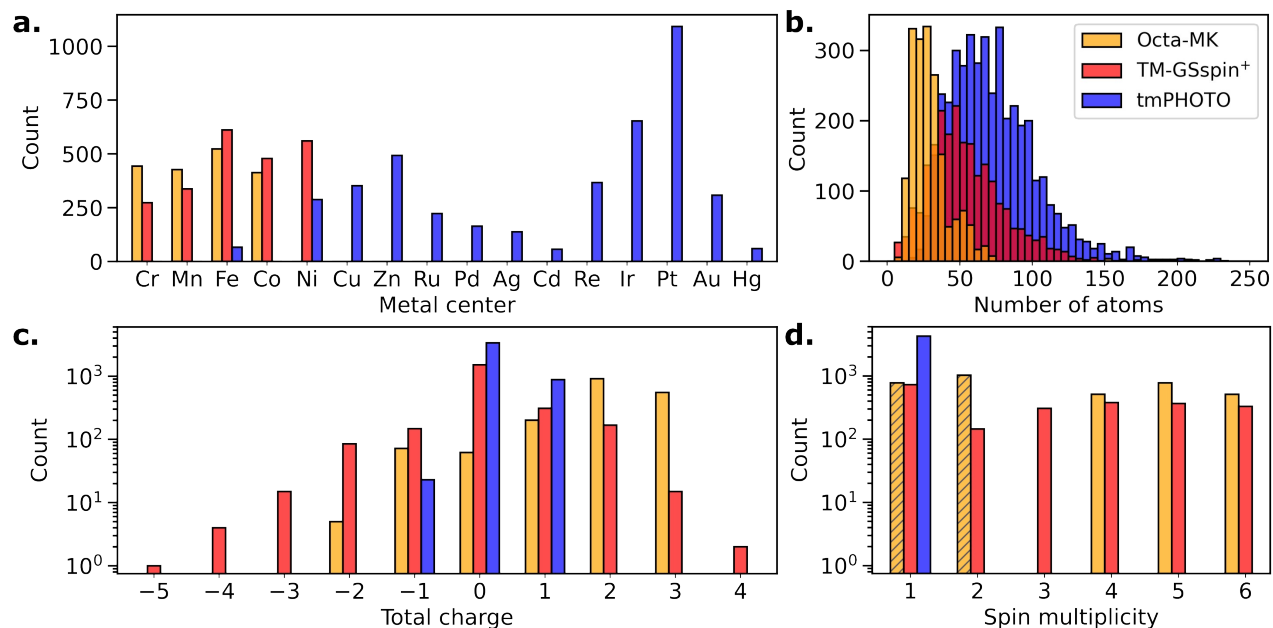 a.
Count
1000
750
500
250
0
Cr Mn Fe Co Ni Cu Zn Ru Pd Ag Cd Re Ir Pt Au Hg
Metal center
b.
Count
300
200
100
0
0 50 100 150 200 250
Number of atoms
Octa-MK
TM-GSspin⁺
tmPHOTO
c.
Count
10³
10²
10¹
10⁰
−5 −4 −3 −2 −1 0 1 2 3 4
Total charge
d.
Count
10³
10²
10¹
10⁰
1 2 3 4 5 6
Spin multiplicity